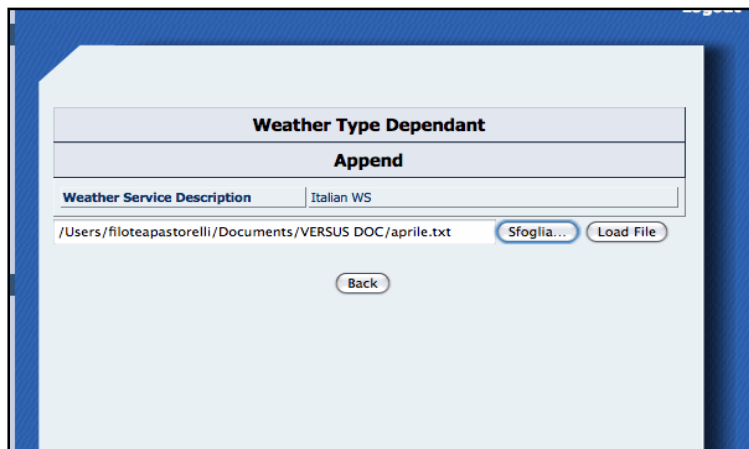 Logout
Weather Type Dependant
Append
Weather Service Description Italian WS
/Users/filoteapastorelli/Documents/VERSUS DOC/aprile.txt Sfoglia... Load File
Back